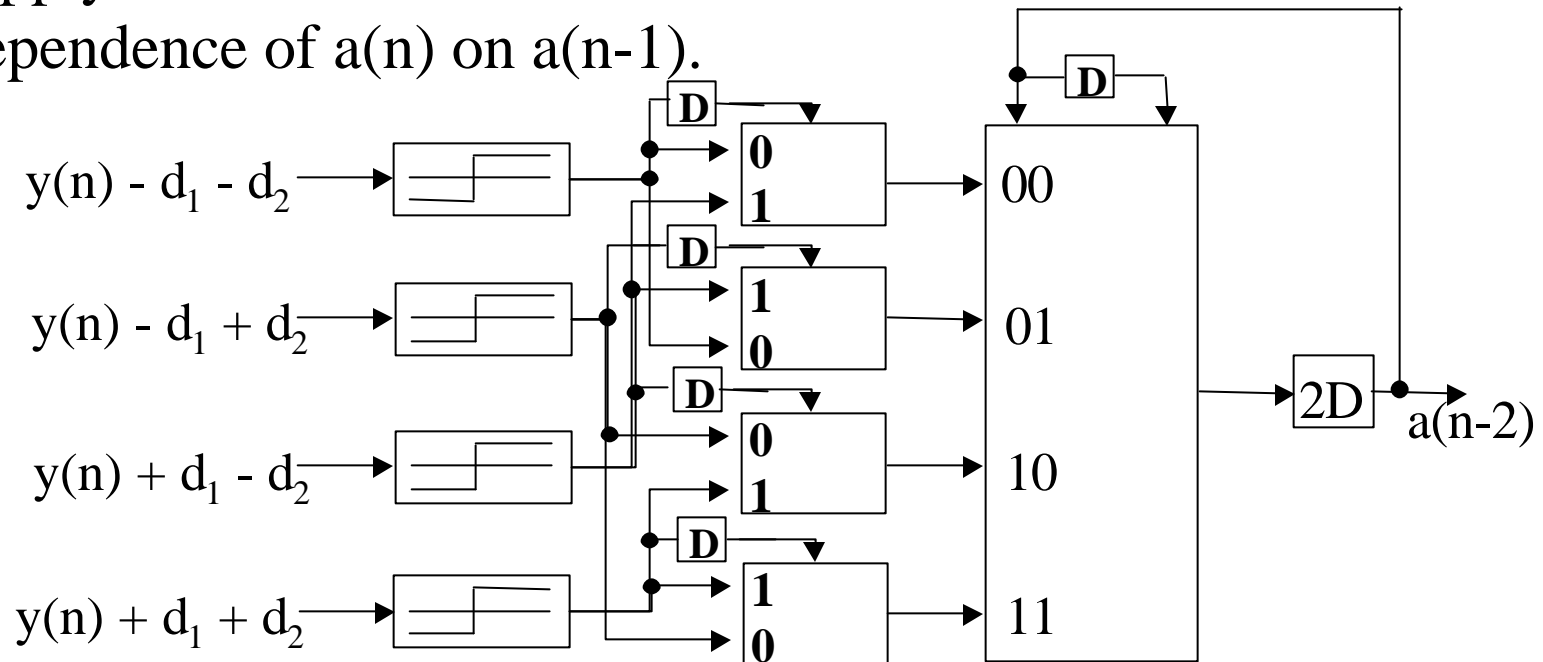 ependence of a(n) on a(n-1).
D
D
0
1
00
y(n) - d₁ - d₂
D
1
0
01
y(n) - d₁ + d₂
D
0
1
10
2D
a(n-2)
y(n) + d₁ - d₂
D
1
0
11
y(n) + d₁ + d₂